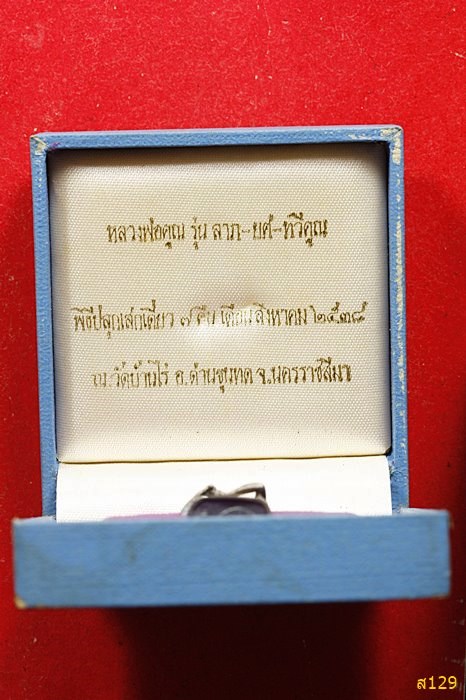 หลวงพ่อคูณ รุ่น ลาภ-ยศ-ทวีคูณ
พิธีปลุกเสกเดี่ยว ๗ คืน เดือนสิงหาคม ๒๕๓๘
ณ.วัดบ้านไร่ อ.ด่านขุนทด จ.นครราชสีมา
ส129